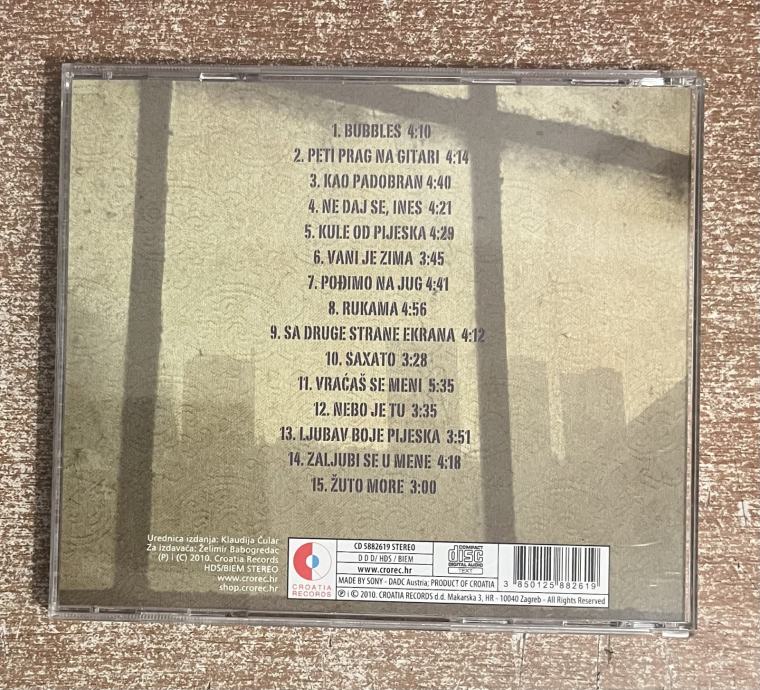 1. BUBBLES 4:10
2. PETI PRAG NA GITARI 4:14
3. KAO PADOBRAN 4:40
4. NE DAJ SE, INES 4:21
5. KULE OD PIJESKA 4:29
6. VANI JE ZIMA 3:45
7. POĐIMO NA JUG 4:41
8. RUKAMA 4:56
9. SA DRUGE STRANE EKRANA 4:12
10. SAXATO 3:28
11. VRAĆAŠ SE MENI 5:35
12. NEBO JE TU 3:35
13. LJUBAV BOJE PIJESKA 3:51
14. ZALJUBI SE U MENE 4:18
15. ŽUTO MORE 3:00
Urednica izdanja: Klaudija Čular
Za izdavača: Želimir Babogredac
(P) i (C) 2010. Croatia Records
HDS/BIEM STEREO
www.crorec.hr
shop.crorec.hr
CROATIA
RECORDS
CD 5882619 STEREO
D D D/ HDS / BIEM
www.crorec.hr
COMPACT
disc
DIGITAL AUDIO
TEXT
MADE BY SONY - DADC Austria; PRODUCT OF CROATIA
℗ i © 2010. CROATIA RECORDS d.d. Makarska 3, HR - 10040 Zagreb - All Rights Reserved
3 850125 882619